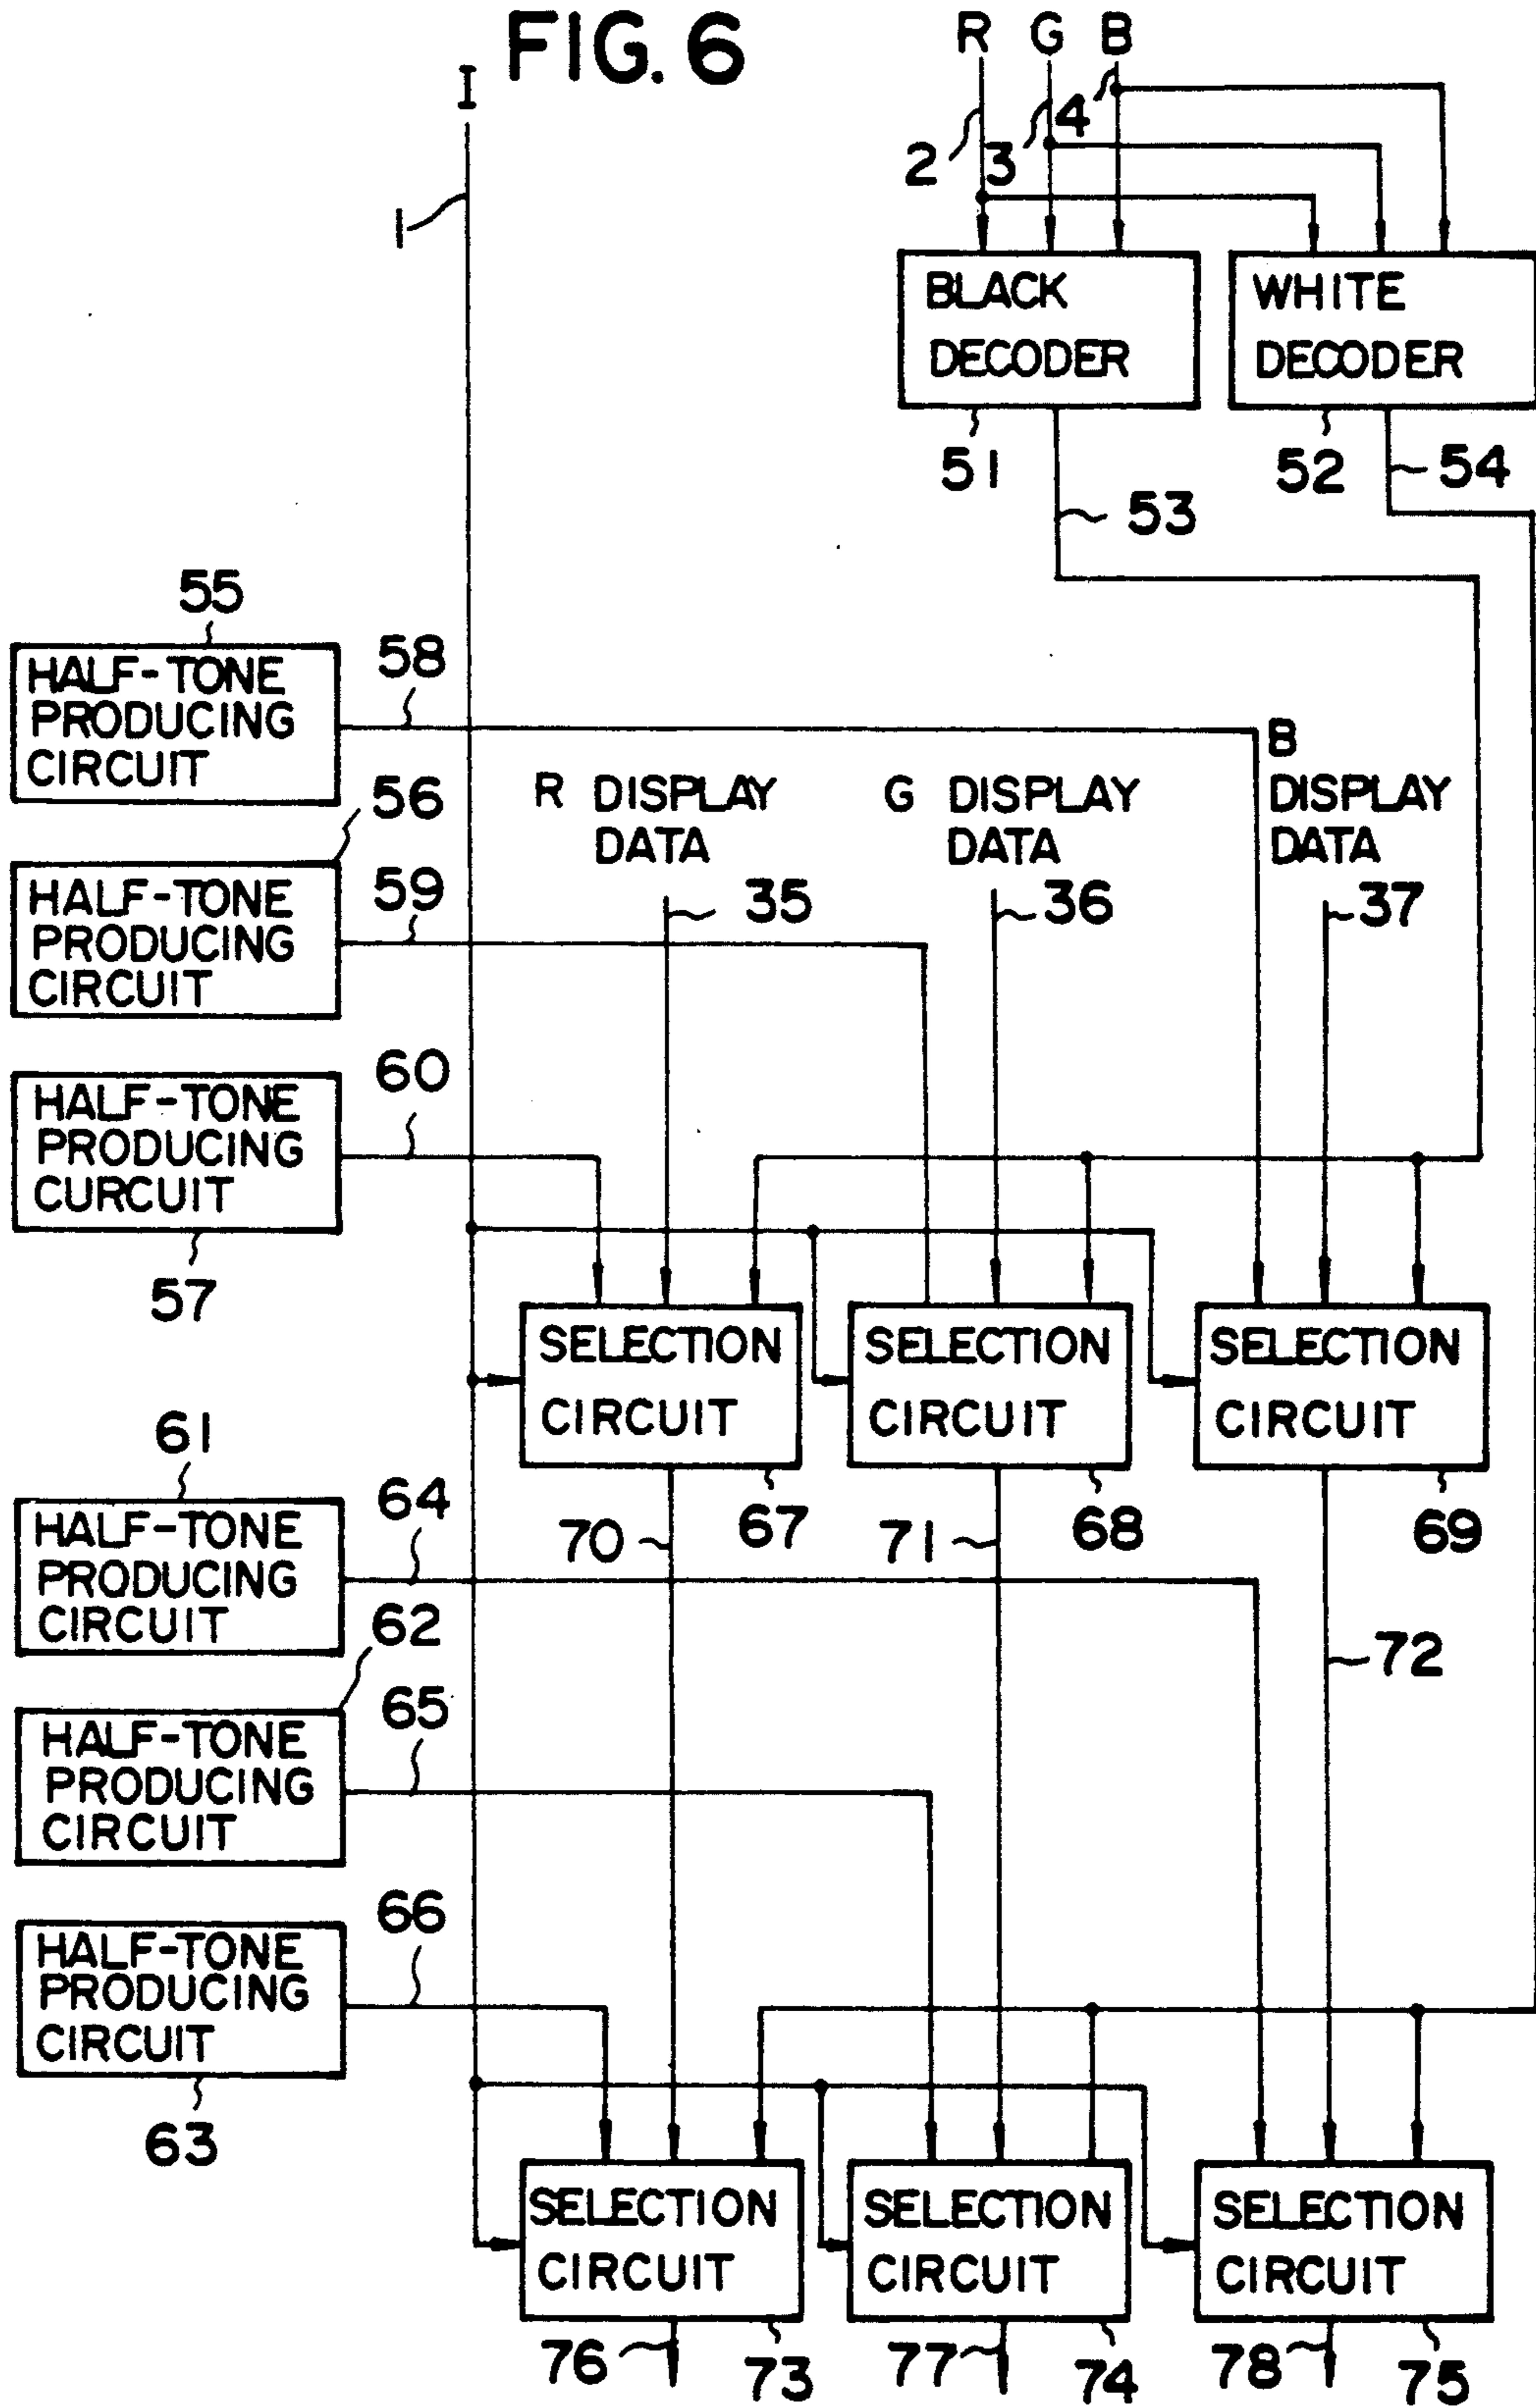 FIG. 6
I
R G B
1
2
3
4
BLACK
DECODER
WHITE
DECODER
51
52
54
53
55
HALF-TONE
PRODUCING
CIRCUIT
58
56
HALF-TONE
PRODUCING
CIRCUIT
59
R DISPLAY
DATA
G DISPLAY
DATA
B
DISPLAY
DATA
35
36
37
HALF-TONE
PRODUCING
CURCUIT
60
57
SELECTION
CIRCUIT
SELECTION
CIRCUIT
SELECTION
CIRCUIT
67
68
69
70
71
72
61
HALF-TONE
PRODUCING
CIRCUIT
64
62
HALF-TONE
PRODUCING
CIRCUIT
65
HALF-TONE
PRODUCING
CIRCUIT
66
63
SELECTION
CIRCUIT
SELECTION
CIRCUIT
SELECTION
CIRCUIT
76
73
77
74
78
75